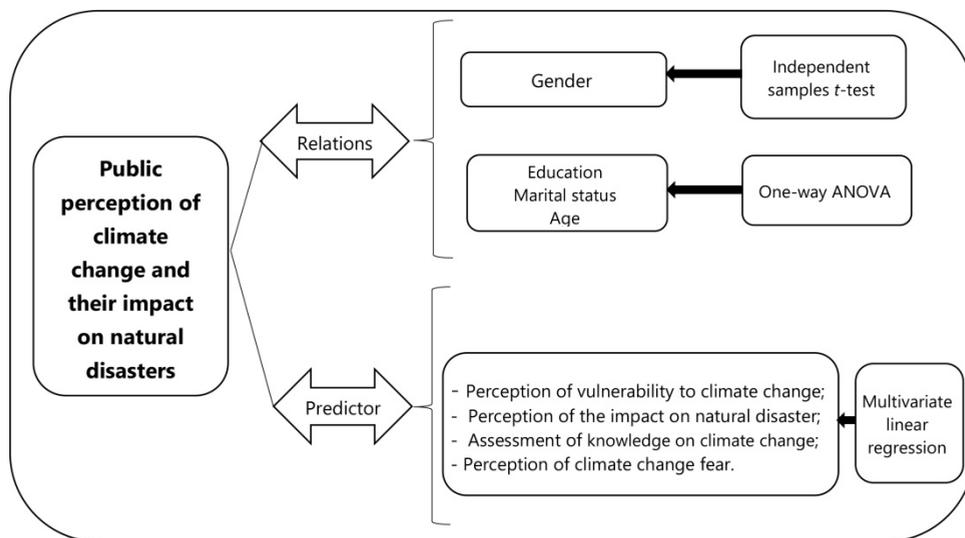 Public
perception of
climate
change and
their impact
on natural
disasters
Relations
Gender
Independent
samples t-test
Education
Marital status
Age
One-way ANOVA
Predictor
- Perception of vulnerability to climate change;
- Perception of the impact on natural disaster;
- Assessment of knowledge on climate change;
- Perception of climate change fear.
Multivariate
linear
regression